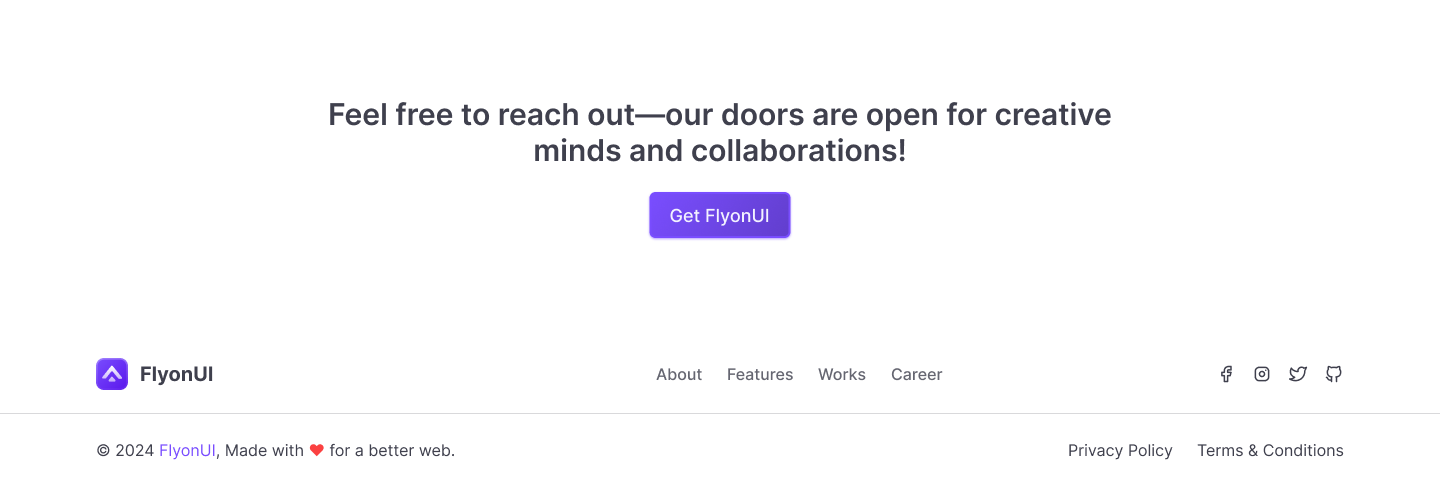 Feel free to reach out—our doors are open for creative
minds and collaborations!
Get FlyonUI
FlyonUI
About Features Works Career
© 2024 FlyonUI, Made with ❤ for a better web.
Privacy Policy Terms & Conditions